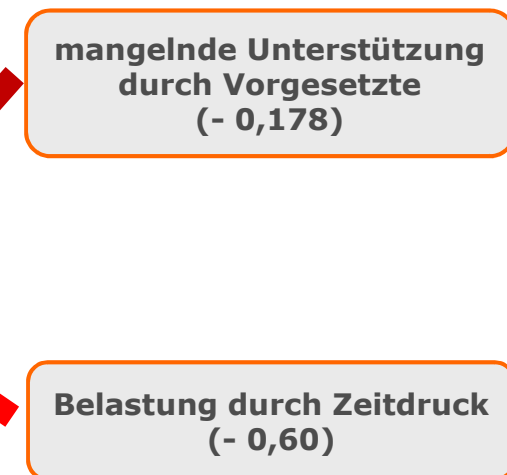 mangelnde Unterstützung
durch Vorgesetzte
(- 0,178)
Belastung durch Zeitdruck
(- 0,60)